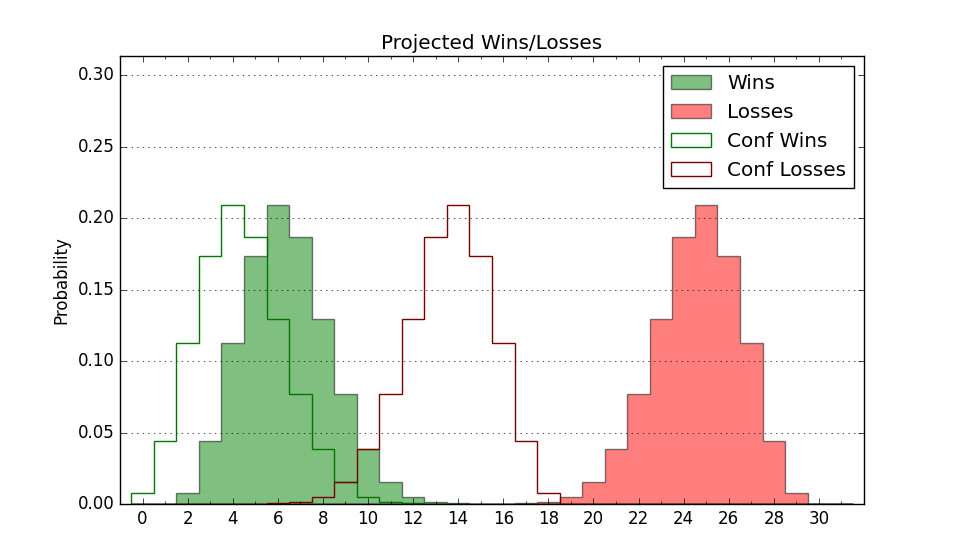 Projected Wins/Losses
0.30
0.25
0.20
0.15
0.10
0.05
0.00
Probability
Wins
Losses
Conf Wins
Conf Losses
0 2 4 6 8 10 12 14 16 18 20 22 24 26 28 30